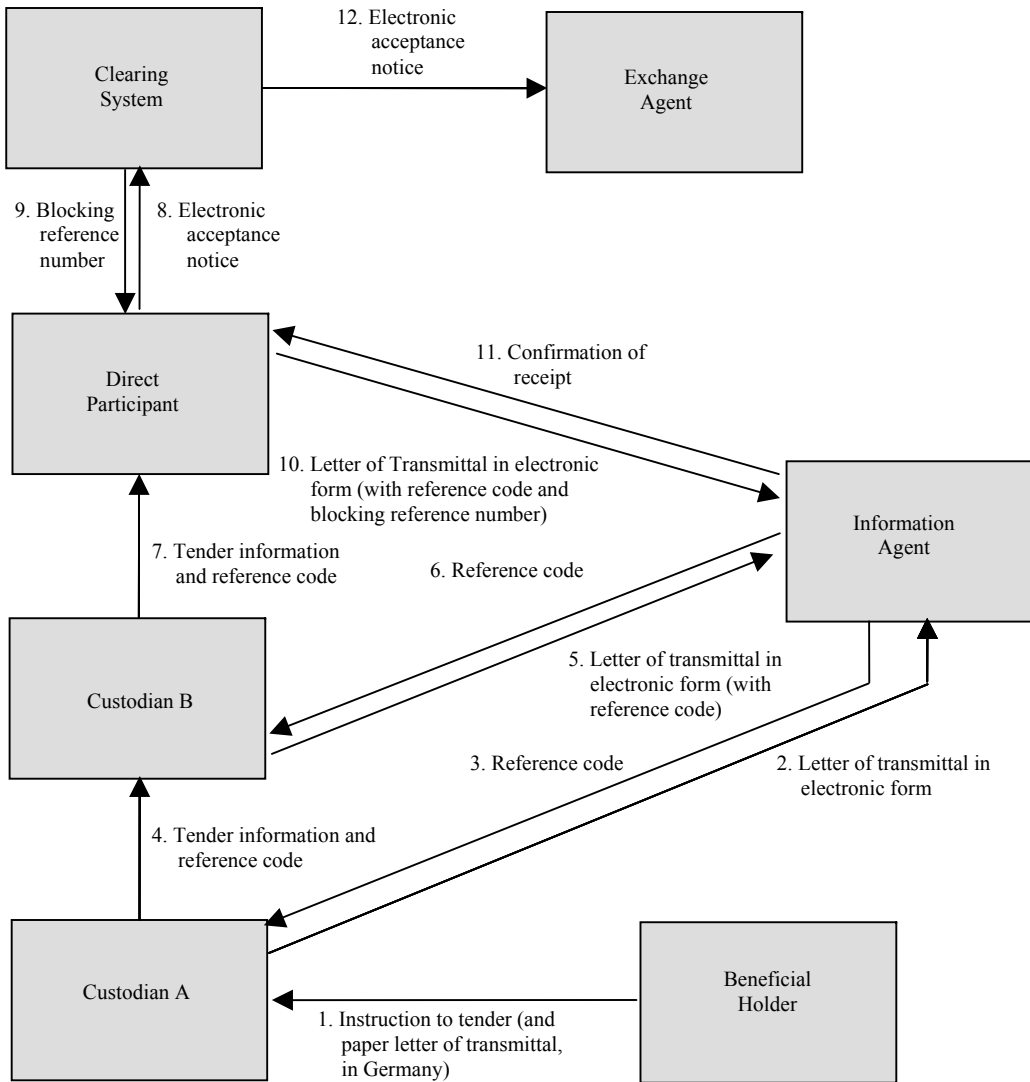 12. Electronic
acceptance
notice
Clearing
System
Exchange
Agent
9. Blocking
reference
number
8. Electronic
acceptance
notice
Direct
Participant
11. Confirmation of
receipt
10. Letter of Transmittal in electronic
form (with reference code and
blocking reference number)
Information
Agent
7. Tender information
and reference code
6. Reference code
Custodian B
5. Letter of transmittal in
electronic form (with
reference code)
3. Reference code
2. Letter of transmittal in
electronic form
4. Tender information and
reference code
Custodian A
Beneficial
Holder
1. Instruction to tender (and
paper letter of transmittal,
in Germany)